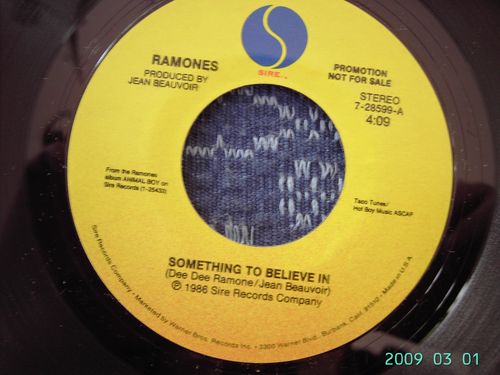 SIRE..
RAMONES
PRODUCED BY
JEAN BEAUVOIR
PROMOTION
NOT FOR SALE
STEREO
7-28599-A
4:09
From the Ramones
album ANIMAL BOY on
Sire Records (1-25433)
Taco Tunes/
Hot Boy Music ASCAP
SOMETHING TO BELIEVE IN
(Dee Dee Ramone/Jean Beauvoir)
℗ 1986 Sire Records Company
Sire Records Company • Marketed by Warner Bros. Records Inc. • 3300 Warner Blvd., Burbank, Calif. 91510 • Made in U.S.A.
2009 03 01